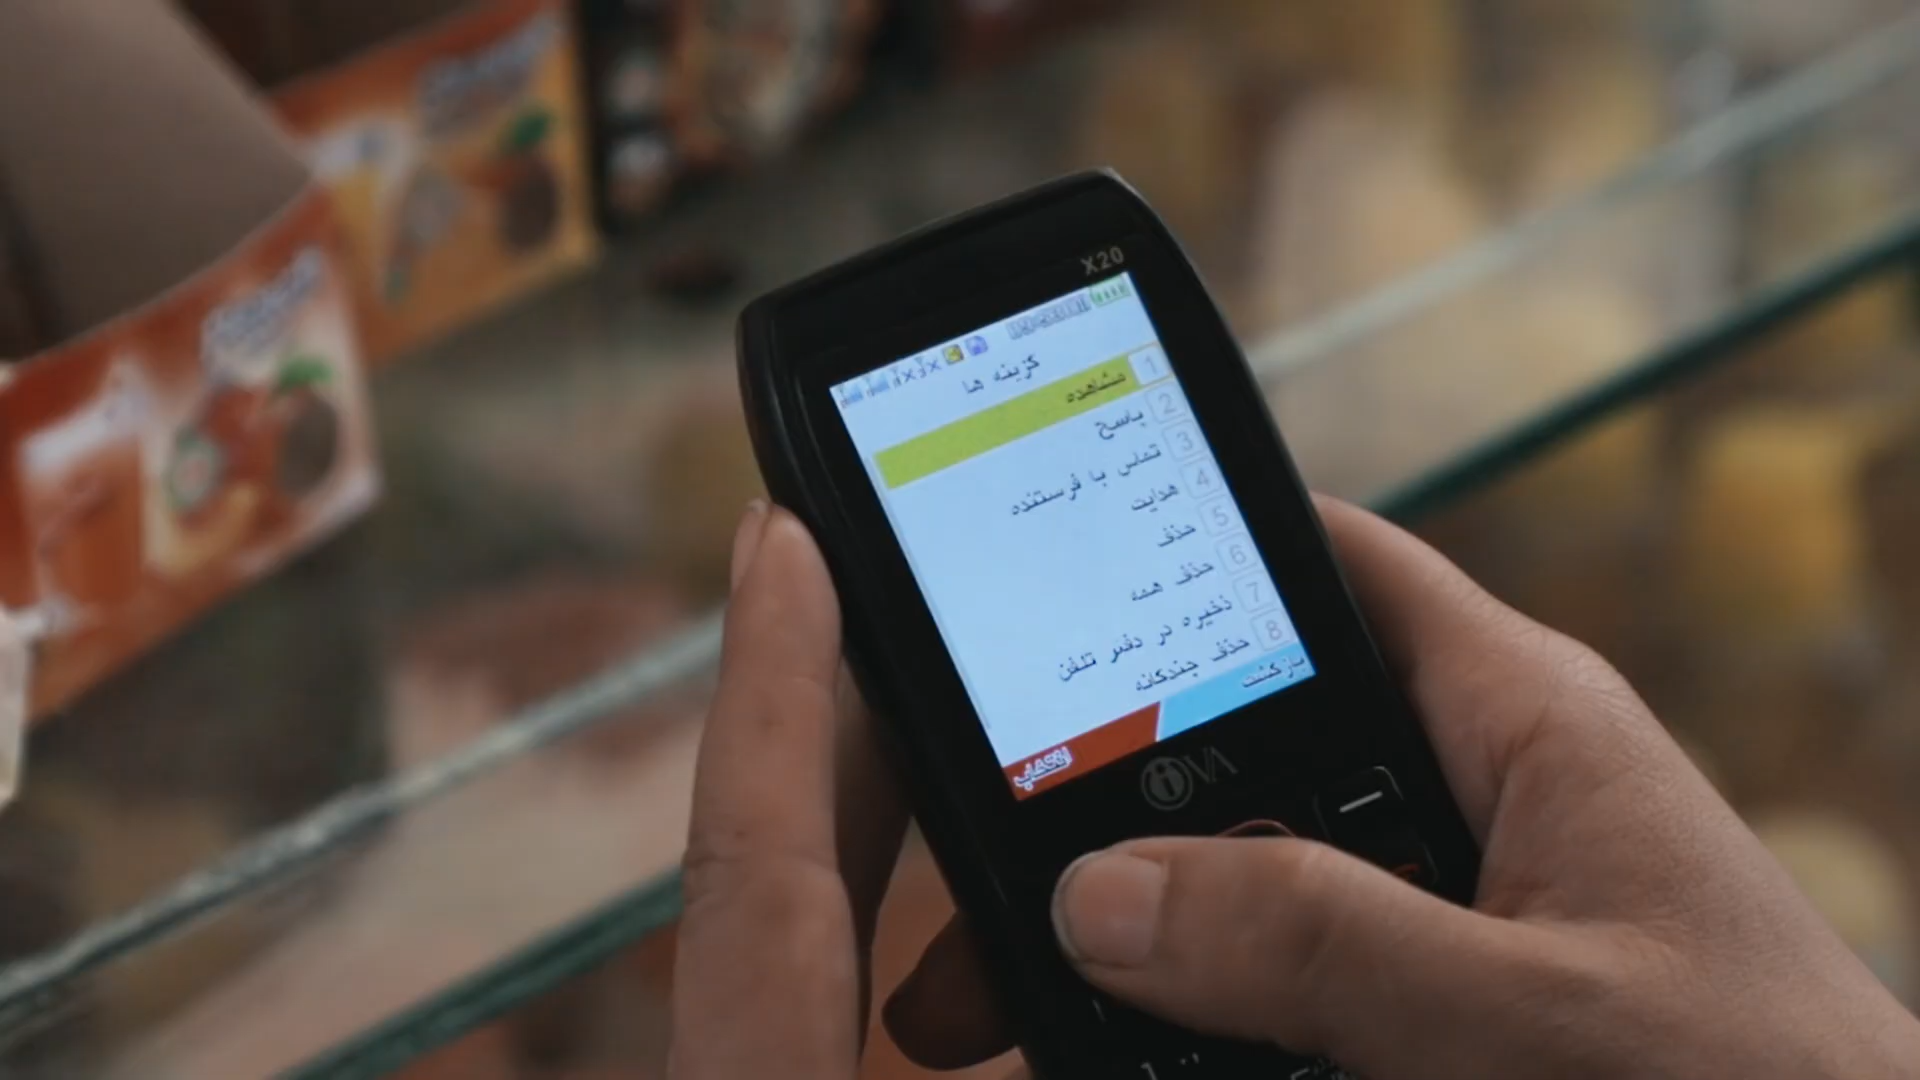 X20
گزینه ها
1 مشاهده
2 پاسخ
3 تماس با فرستنده
4 هدایت
5 حذف
6 حذف همه
7 ذخیره در دفتر تلفن
8 حذف چندگانه
بازگشت
انتخاب
iOVA